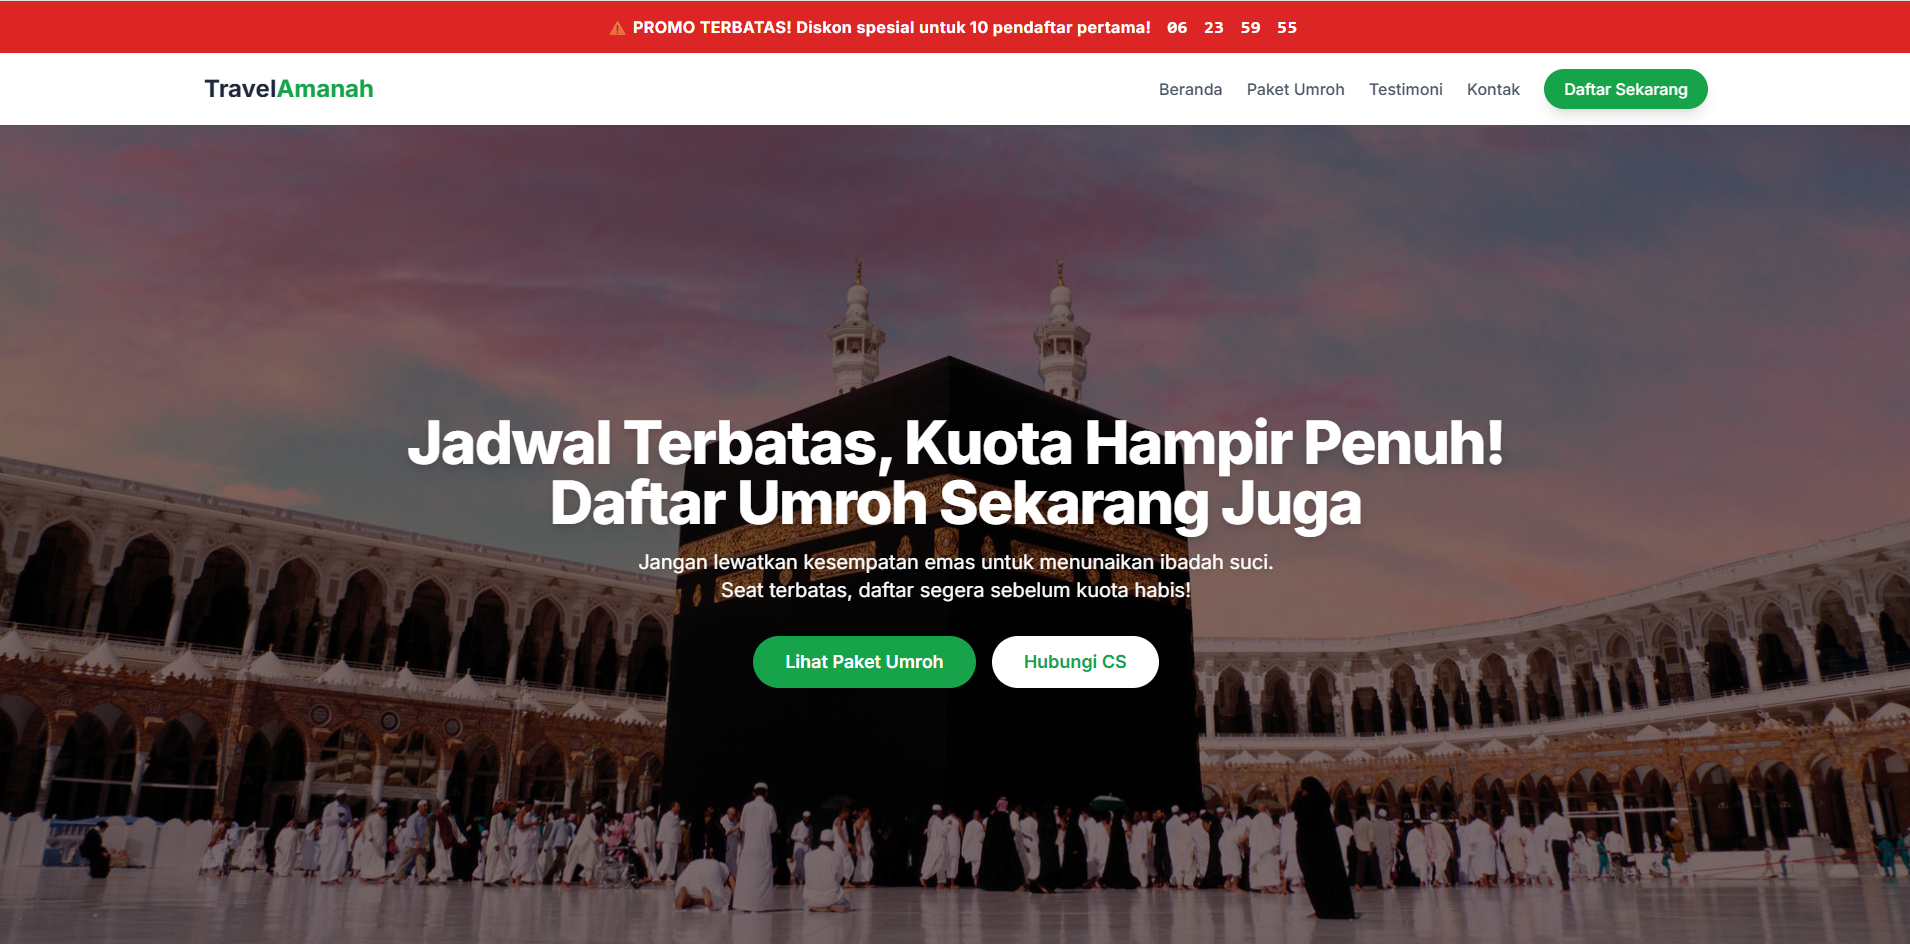 ⚠ PROMO TERBATAS! Diskon spesial untuk 10 pendaftar pertama! 06 23 59 55
TravelAmanah
Beranda Paket Umroh Testimoni Kontak Daftar Sekarang
Jadwal Terbatas, Kuota Hampir Penuh!
Daftar Umroh Sekarang Juga
Jangan lewatkan kesempatan emas untuk menunaikan ibadah suci.
Seat terbatas, daftar segera sebelum kuota habis!
Lihat Paket Umroh Hubungi CS